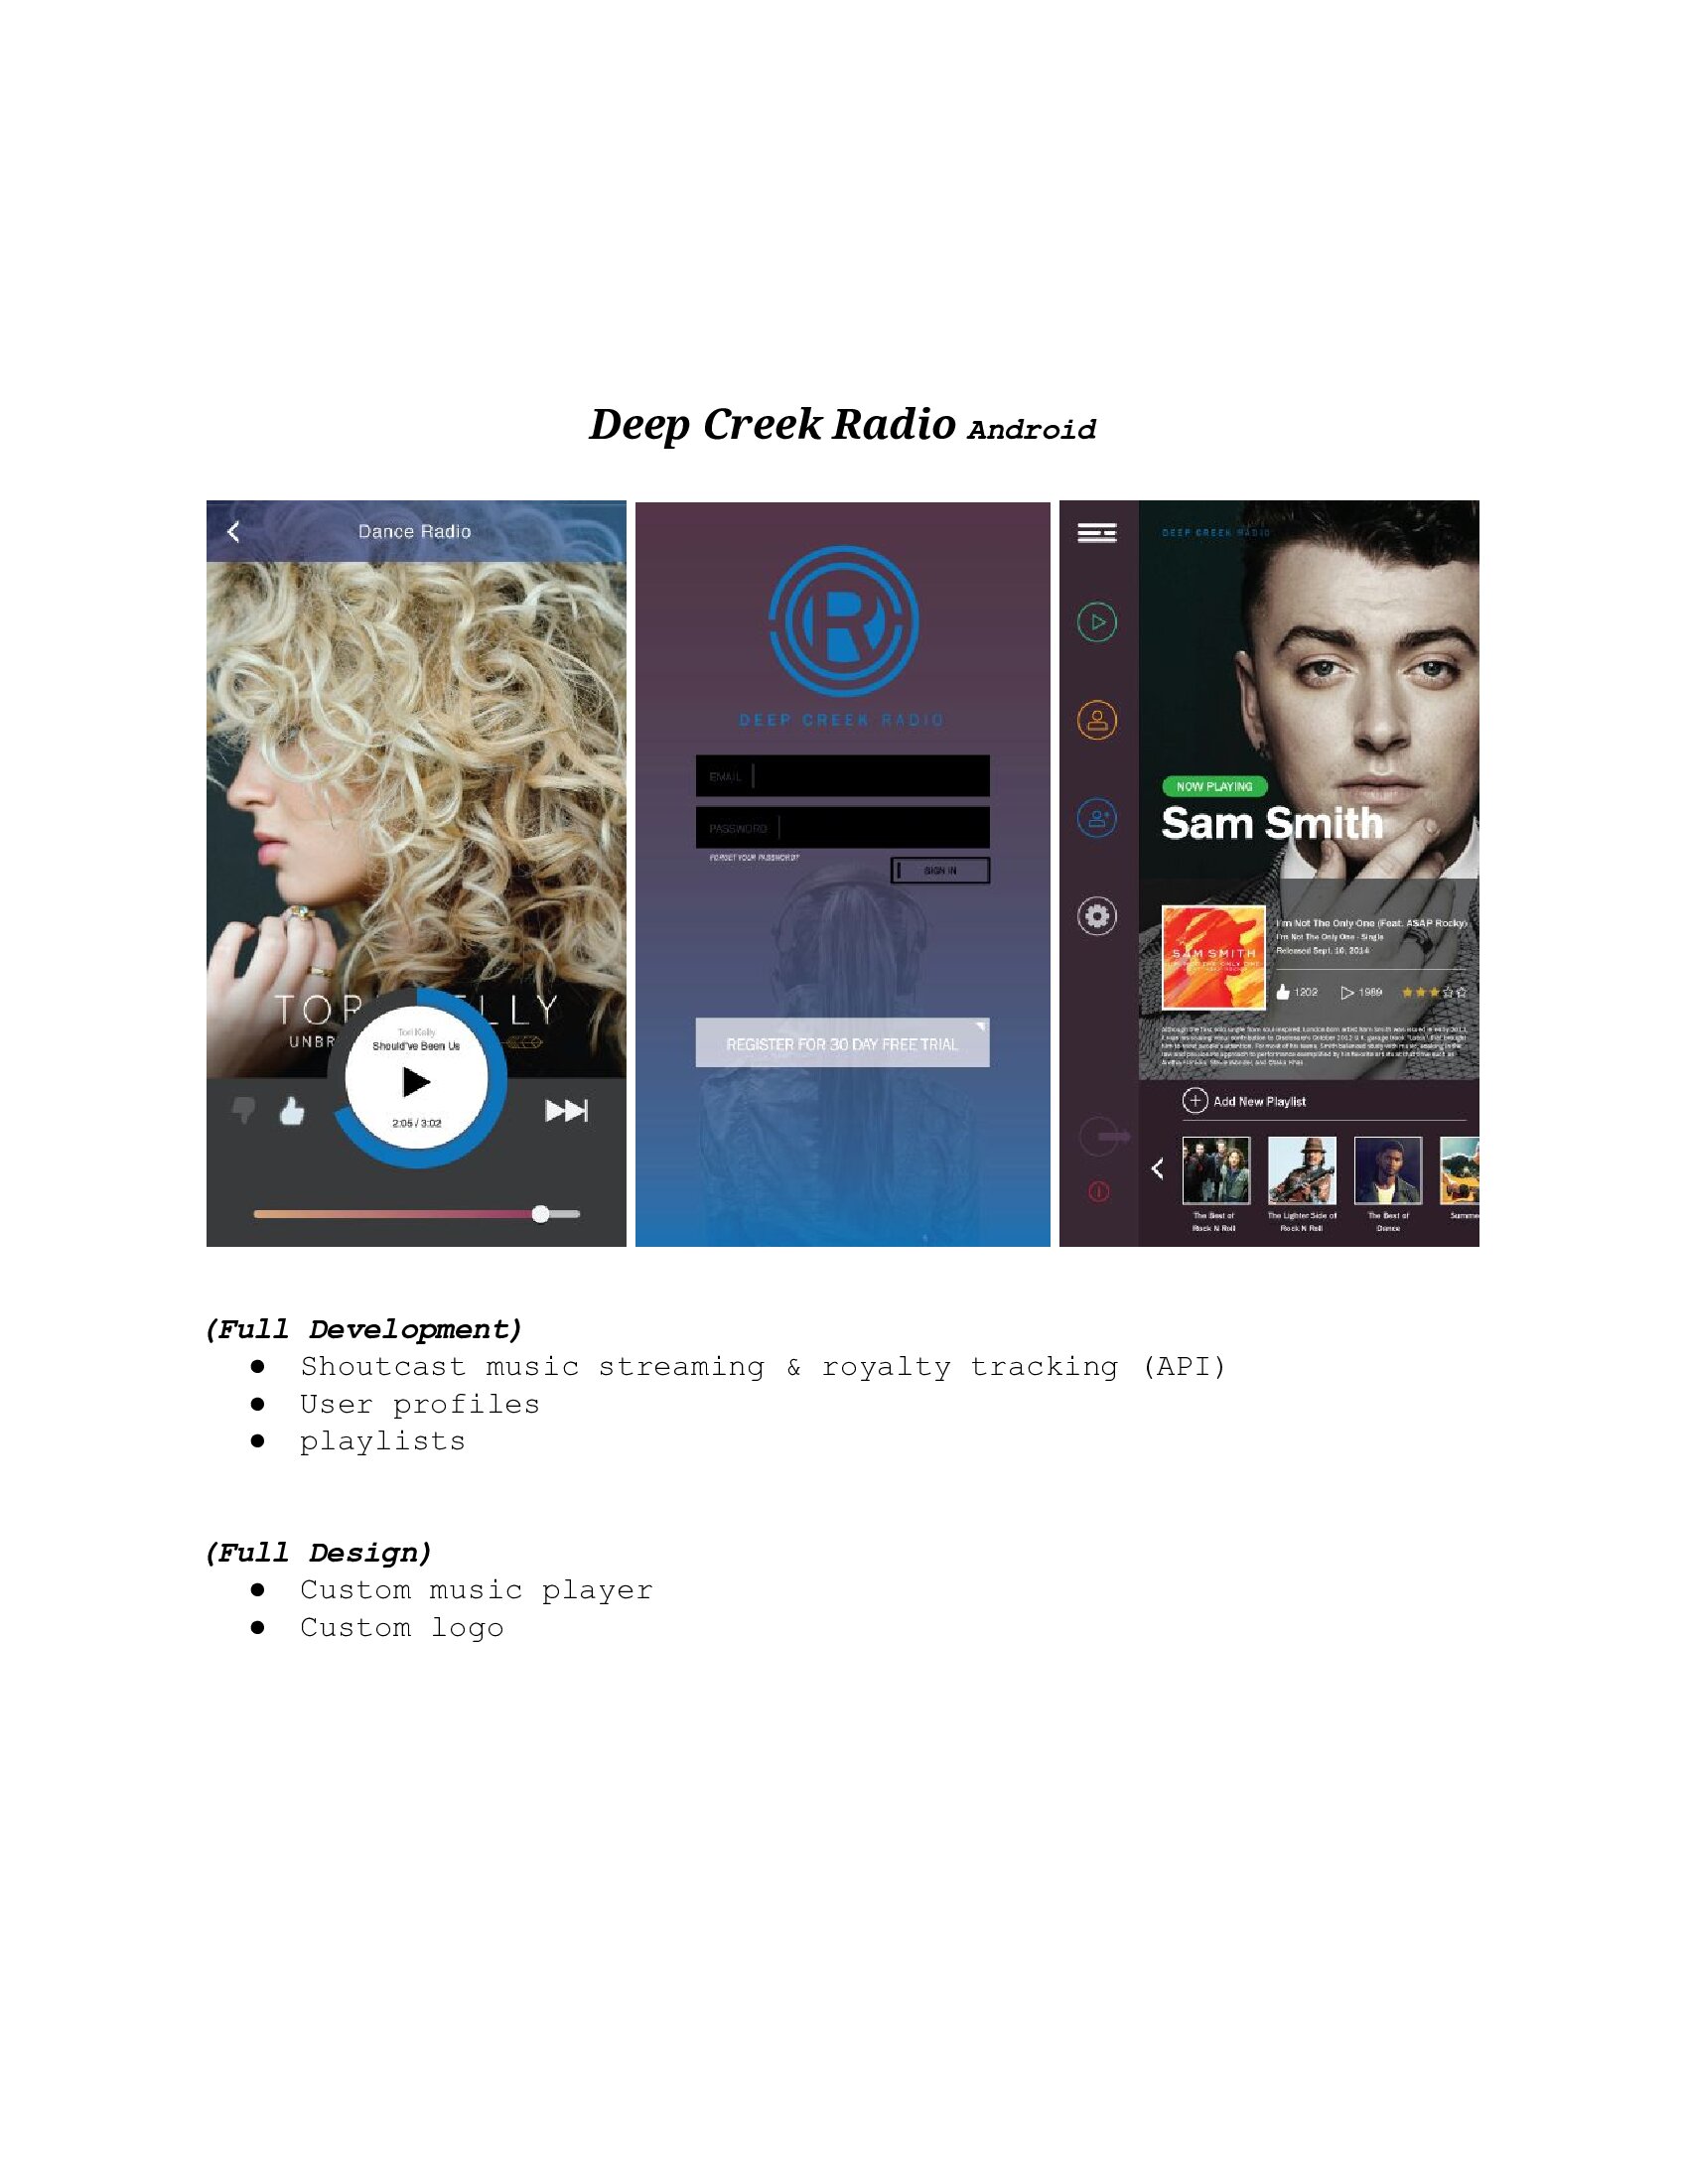 Deep Creek Radio Android
Dance Radio
TOR LLY
UNBR
Tori Kelly
Should've Been Us
2:05 / 3:02
R
DEEP CREEK RADIO
EMAIL
PASSWORD
FORGET YOUR PASSWORD?
SIGN IN
REGISTER FOR 30 DAY FREE TRIAL
DEEP CREEK RADIO
NOW PLAYING
Sam Smith
SAM SMITH
I'm Not The Only One (Feat. A$AP Rocky)
I'm Not The Only One - Single
Released Sept. 10, 2014
1202 1989
Add New Playlist
The Best of
Rock N Roll
The Lighter Side of
Rock N Roll
The Best of
Dance
Summe
(Full Development)
● Shoutcast music streaming & royalty tracking (API)
● User profiles
● playlists
(Full Design)
● Custom music player
● Custom logo